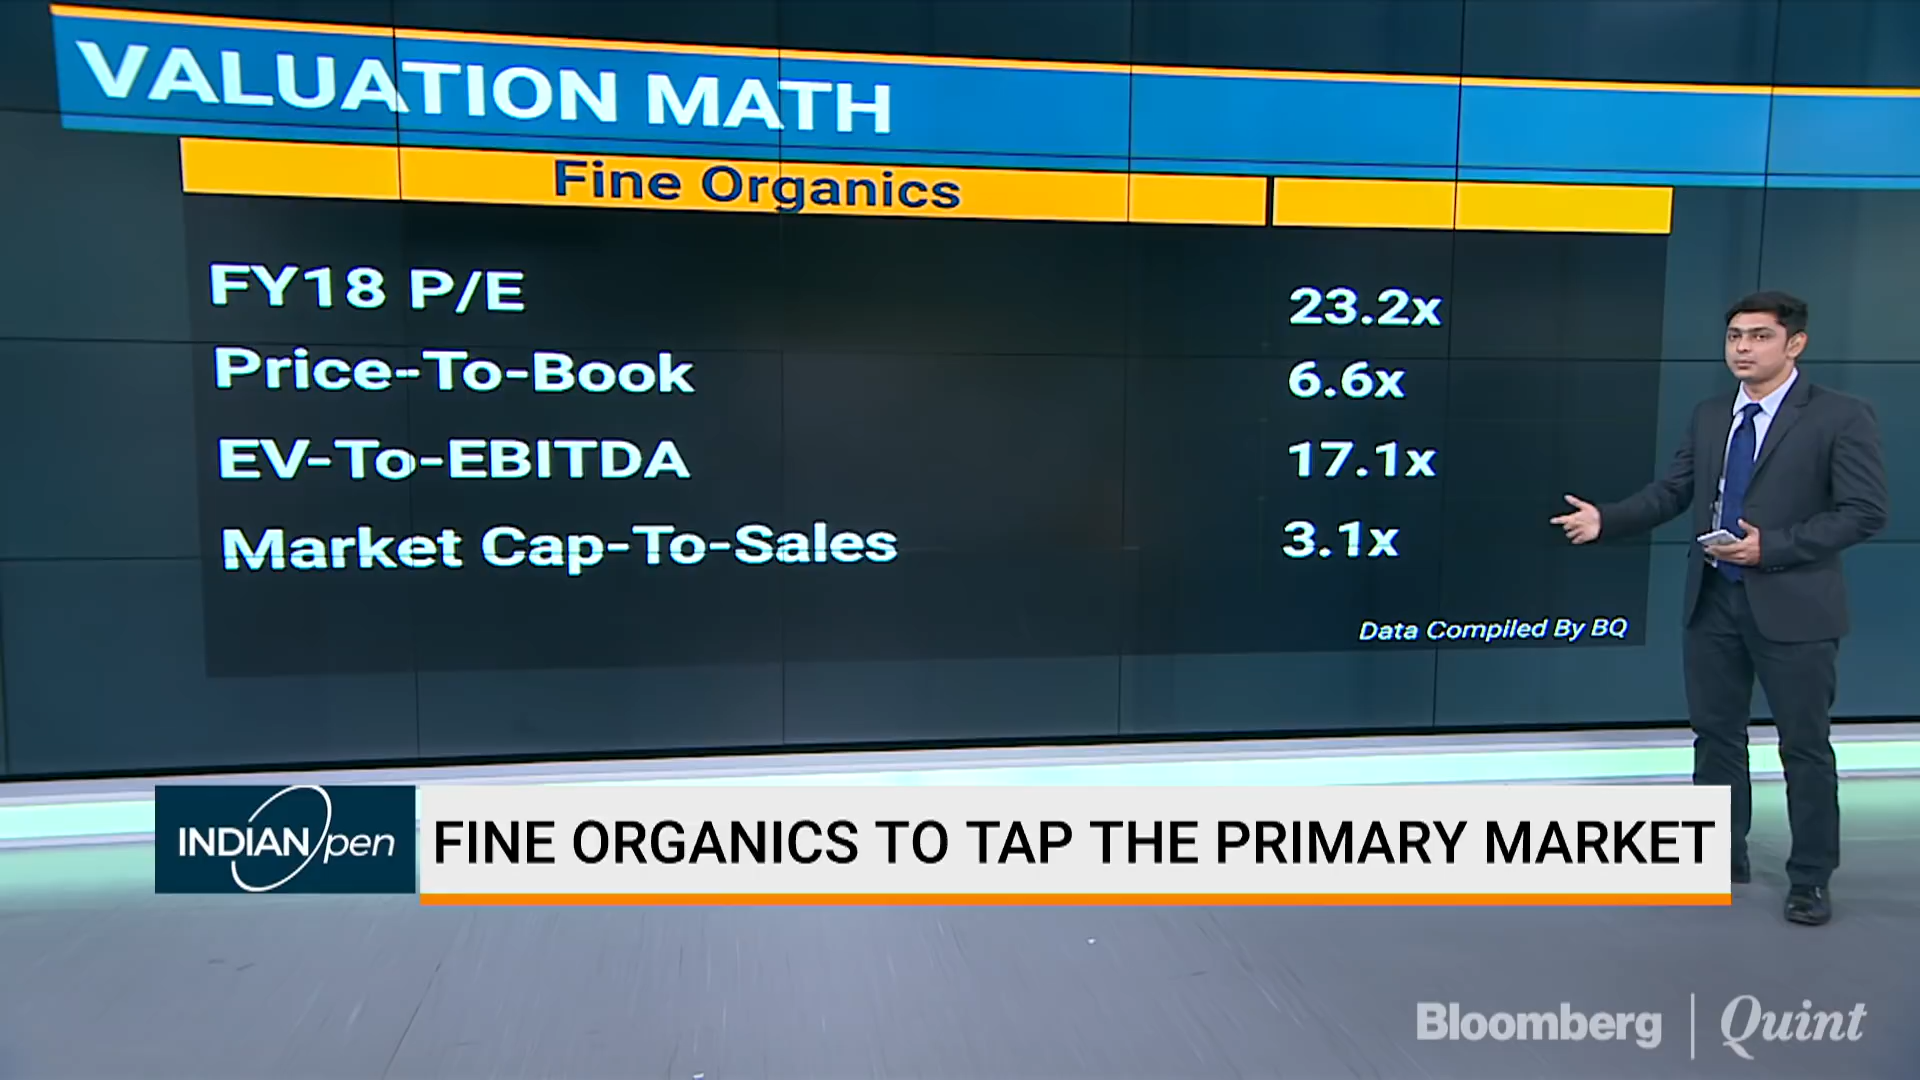 VALUATION MATH
Fine Organics
FY18 P/E 23.2x
Price-To-Book 6.6x
EV-To-EBITDA 17.1x
Market Cap-To-Sales 3.1x
Data Compiled By BQ
INDIAN Open
FINE ORGANICS TO TAP THE PRIMARY MARKET
Bloomberg | Quint